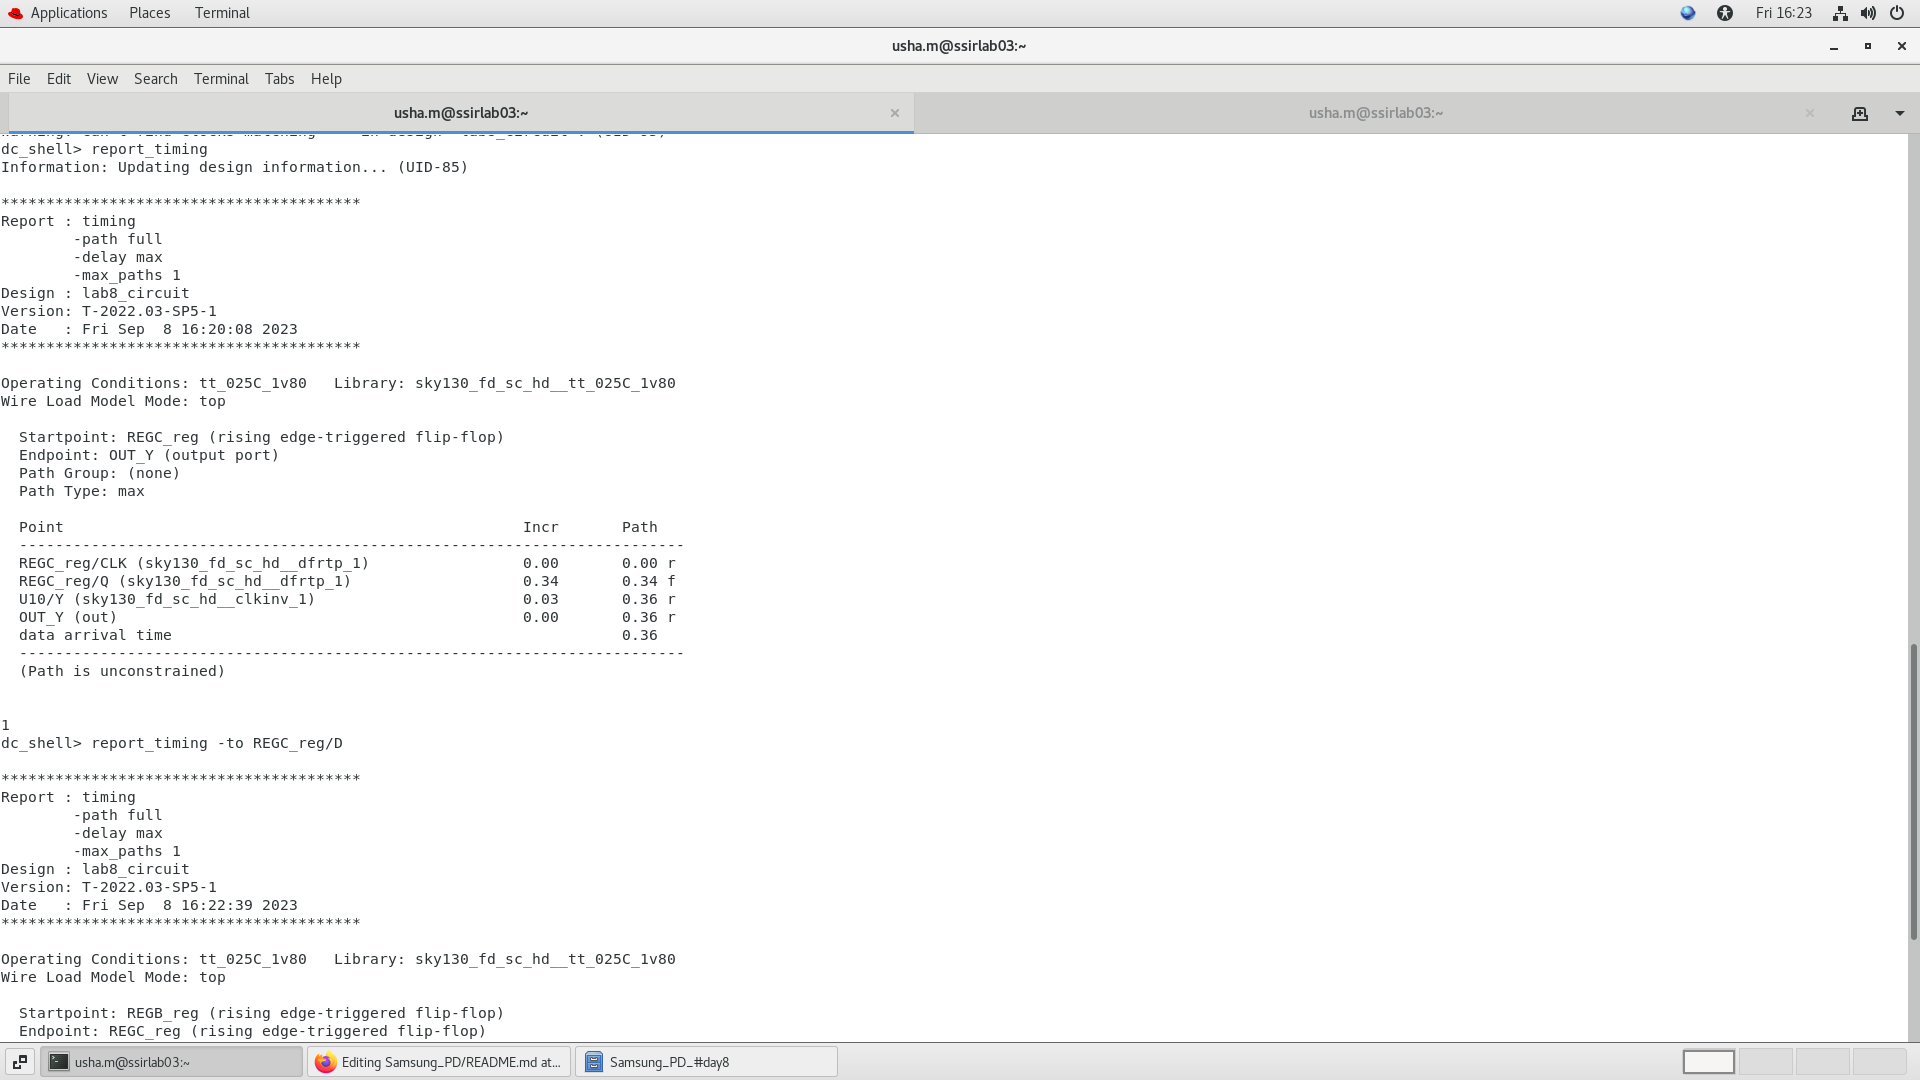 Applications Places Terminal Fri 16:23
usha.m@ssirlab03:~
File Edit View Search Terminal Tabs Help
usha.m@ssirlab03:~ × usha.m@ssirlab03:~ ×
dc_shell> report_timing
Information: Updating design information... (UID-85)
****************************************
Report : timing
-path full
-delay max
-max_paths 1
Design : lab8_circuit
Version: T-2022.03-SP5-1
Date : Fri Sep 8 16:20:08 2023
****************************************
Operating Conditions: tt_025C_1v80 Library: sky130_fd_sc_hd__tt_025C_1v80
Wire Load Model Mode: top
Startpoint: REGC_reg (rising edge-triggered flip-flop)
Endpoint: OUT_Y (output port)
Path Group: (none)
Path Type: max
Point Incr Path
--------------------------------------------------------------------------
REGC_reg/CLK (sky130_fd_sc_hd__dfrtp_1) 0.00 0.00 r
REGC_reg/Q (sky130_fd_sc_hd__dfrtp_1) 0.34 0.34 f
U10/Y (sky130_fd_sc_hd__clkinv_1) 0.03 0.36 r
OUT_Y (out) 0.00 0.36 r
data arrival time 0.36
--------------------------------------------------------------------------
(Path is unconstrained)
1
dc_shell> report_timing -to REGC_reg/D
****************************************
Report : timing
-path full
-delay max
-max_paths 1
Design : lab8_circuit
Version: T-2022.03-SP5-1
Date : Fri Sep 8 16:22:39 2023
****************************************
Operating Conditions: tt_025C_1v80 Library: sky130_fd_sc_hd__tt_025C_1v80
Wire Load Model Mode: top
Startpoint: REGB_reg (rising edge-triggered flip-flop)
Endpoint: REGC_reg (rising edge-triggered flip-flop)
usha.m@ssirlab03:~ Editing Samsung_PD/README.md at... Samsung_PD_#day8